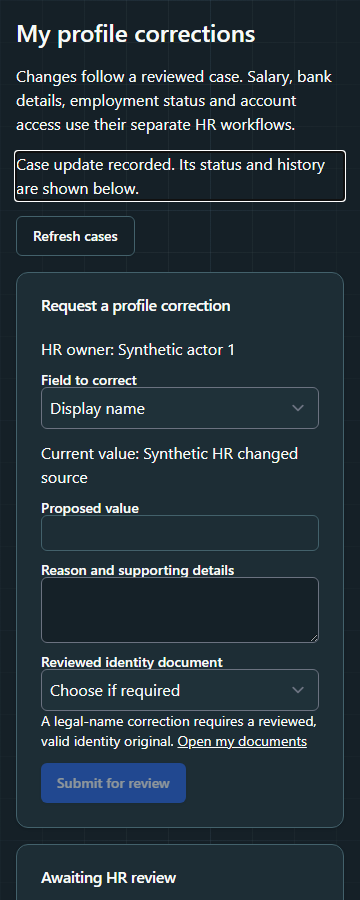 My profile corrections
Changes follow a reviewed case. Salary, bank
details, employment status and account
access use their separate HR workflows.
Case update recorded. Its status and history
are shown below.
Refresh cases
Request a profile correction
HR owner: Synthetic actor 1
Field to correct
Display name
Current value: Synthetic HR changed
source
Proposed value
Reason and supporting details
Reviewed identity document
Choose if required
A legal-name correction requires a reviewed,
valid identity original. Open my documents
Submit for review
Awaiting HR review